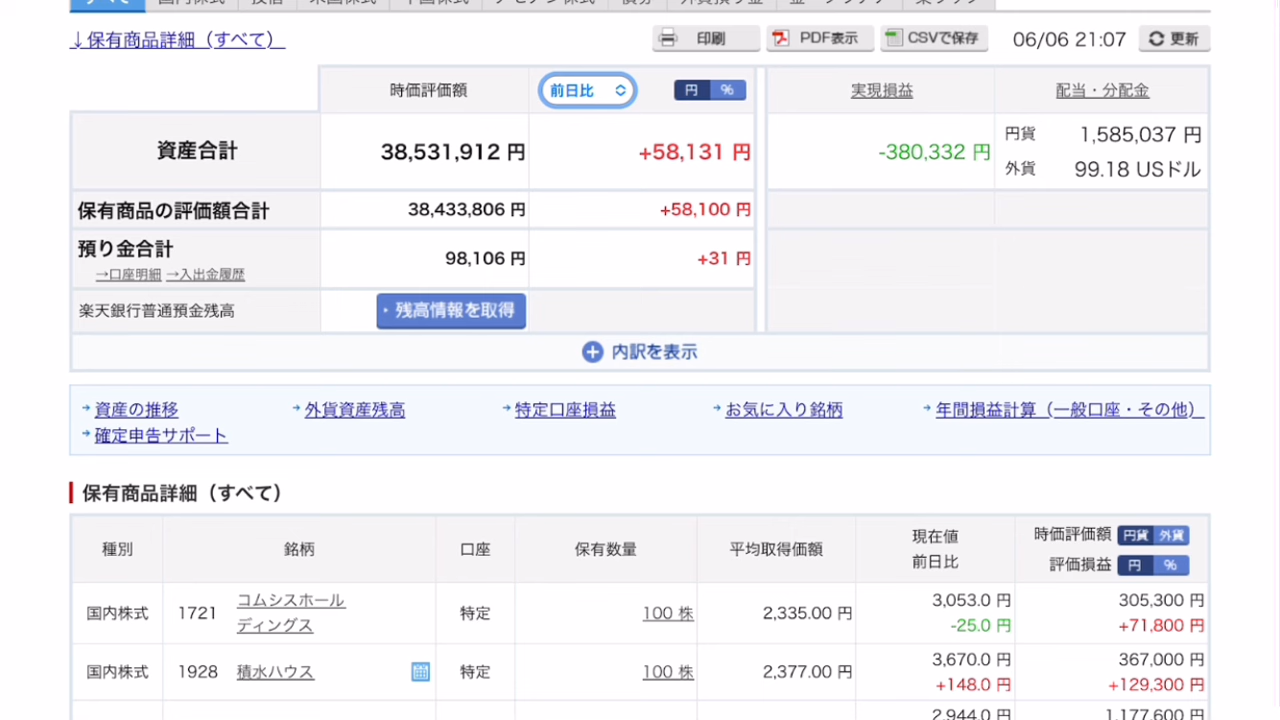 ↓保有商品詳細（すべて）
印刷 PDF表示 CSVで保存 06/06 21:07 更新
時価評価額 前日比 円 % 実現損益 配当・分配金
資産合計 38,531,912 円 +58,131 円 -380,332 円 円貨 1,585,037 円
外貨 99.18 USドル
保有商品の評価額合計 38,433,806 円 +58,100 円
預り金合計 98,106 円 +31 円
→口座明細 →入出金履歴
楽天銀行普通預金残高 残高情報を取得
内訳を表示
資産の推移 外貨資産残高 特定口座損益 お気に入り銘柄 年間損益計算（一般口座・その他）
確定申告サポート
保有商品詳細（すべて）
種別 銘柄 口座 保有数量 平均取得価額 現在値 時価評価額 円貨 外貨
前日比 評価損益 円 %
国内株式 1721 コムシスホール 特定 100 株 2,335.00 円 3,053.0 円 305,300 円
ディングス -25.0 円 +71,800 円
国内株式 1928 積水ハウス 特定 100 株 2,377.00 円 3,670.0 円 367,000 円
+148.0 円 +129,300 円
2,944.0 円 1,177,600 円